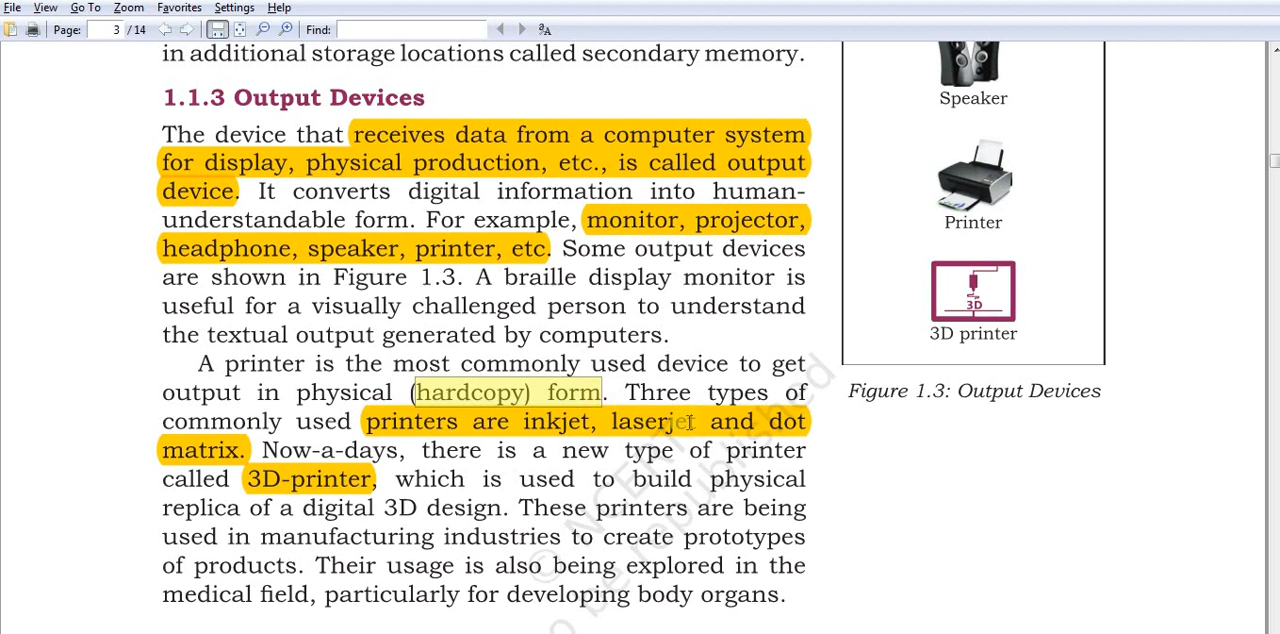 File View Go To Zoom Favorites Settings Help
Page: 3 / 14 Find:
in additional storage locations called secondary memory.
1.1.3 Output Devices
The device that receives data from a computer system
for display, physical production, etc., is called output
device. It converts digital information into human-
understandable form. For example, monitor, projector,
headphone, speaker, printer, etc. Some output devices
are shown in Figure 1.3. A braille display monitor is
useful for a visually challenged person to understand
the textual output generated by computers.
A printer is the most commonly used device to get
output in physical (hardcopy) form. Three types of
commonly used printers are inkjet, laserjet and dot
matrix. Now-a-days, there is a new type of printer
called 3D-printer, which is used to build physical
replica of a digital 3D design. These printers are being
used in manufacturing industries to create prototypes
of products. Their usage is also being explored in the
medical field, particularly for developing body organs.
Speaker
Printer
3D
3D printer
Figure 1.3: Output Devices
© NCERT
o be republished